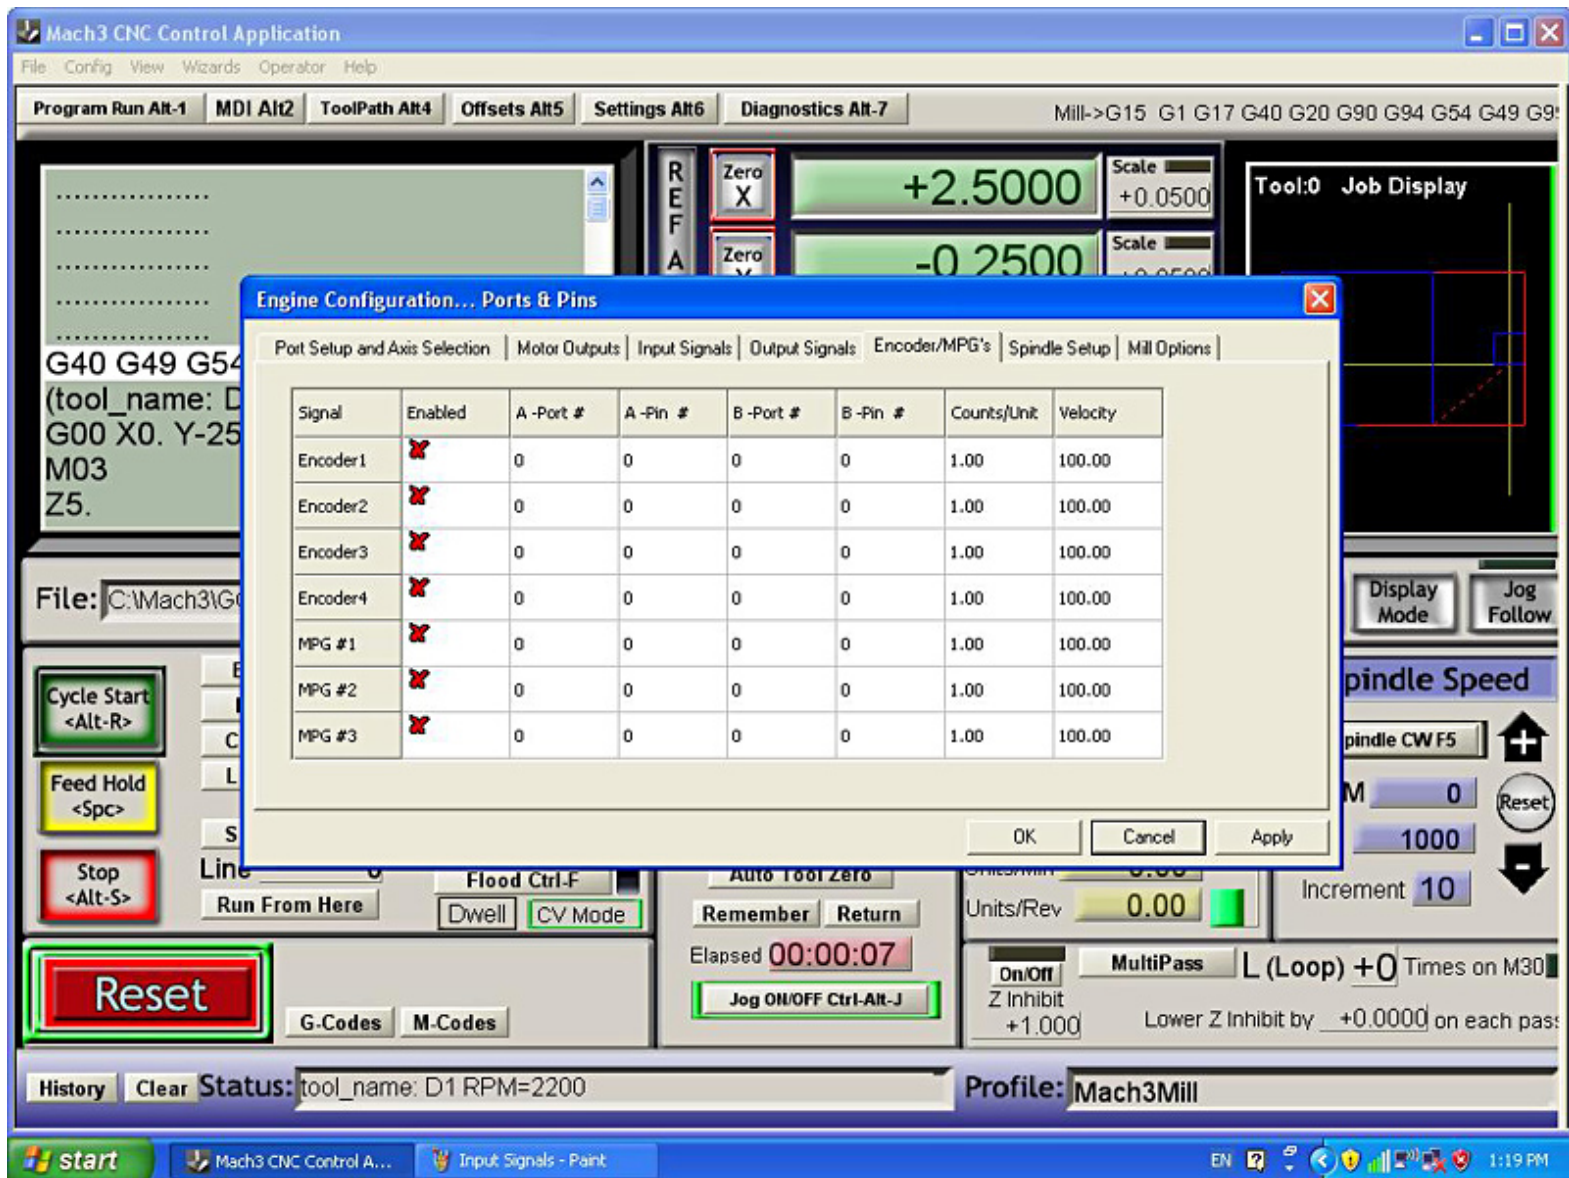 Mach3 CNC Control Application
File Config View Wizards Operator Help
Program Run Alt-1 MDI Alt2 ToolPath Alt4 Offsets Alt5 Settings Alt6 Diagnostics Alt-7 Mill->G15 G1 G17 G40 G20 G90 G94 G54 G49 G9
REF A
Zero X +2.5000 Scale +0.0500
Zero -0.2500 Scale
Tool:0 Job Display
G40 G49 G54
(tool_name: D
G00 X0. Y-25
M03
Z5.
Engine Configuration... Ports & Pins
Port Setup and Axis Selection Motor Outputs Input Signals Output Signals Encoder/MPG's Spindle Setup Mill Options
Signal Enabled A -Port # A -Pin # B -Port # B -Pin # Counts/Unit Velocity
Encoder1 0 0 0 0 1.00 100.00
Encoder2 0 0 0 0 1.00 100.00
Encoder3 0 0 0 0 1.00 100.00
Encoder4 0 0 0 0 1.00 100.00
MPG #1 0 0 0 0 1.00 100.00
MPG #2 0 0 0 0 1.00 100.00
MPG #3 0 0 0 0 1.00 100.00
OK Cancel Apply
File: C:\Mach3\G
Display Mode
Jog Follow
Cycle Start
<Alt-R>
Feed Hold
<Spc>
Stop
<Alt-S>
Line
Run From Here
Flood Ctrl-F
Dwell CV Mode
Auto Tool Zero
Remember Return
Elapsed 00:00:07
Jog ON/OFF Ctrl-Alt-J
pindle Speed
pindle CW F5
M 0 Reset
1000
Increment 10
Units/Min 0.00
Units/Rev 0.00
Reset
G-Codes M-Codes
On/Off MultiPass L (Loop) +0 Times on M30
Z Inhibit
+1.000 Lower Z Inhibit by +0.0000 on each pass
History Clear Status: tool_name: D1 RPM=2200 Profile: Mach3Mill
start Mach3 CNC Control A... Input Signals - Paint EN 1:19 PM